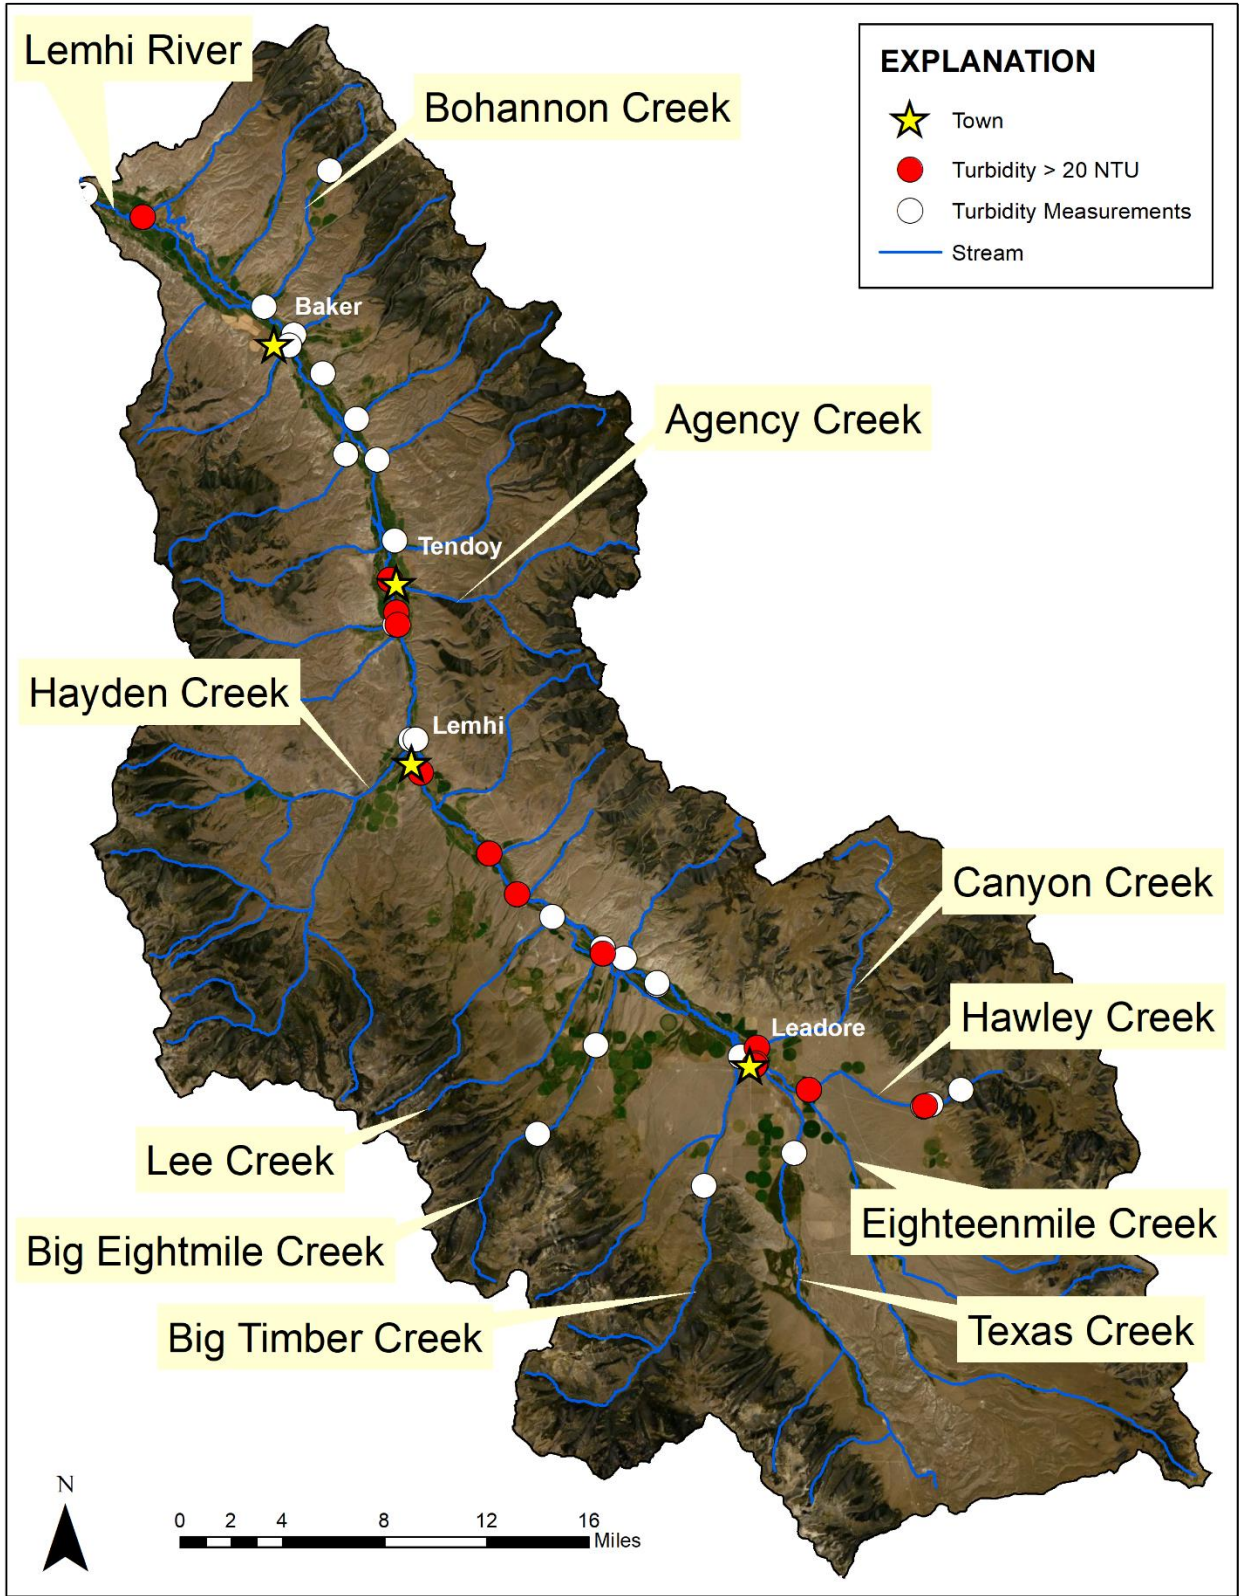 Lemhi River
Bohannon Creek
EXPLANATION
Town
Turbidity > 20 NTU
Turbidity Measurements
Stream
Baker
Agency Creek
Tendoy
Hayden Creek
Lemhi
Canyon Creek
Hawley Creek
Leadore
Lee Creek
Eighteenmile Creek
Big Eightmile Creek
Big Timber Creek
Texas Creek
N
0 2 4 8 12 16
Miles